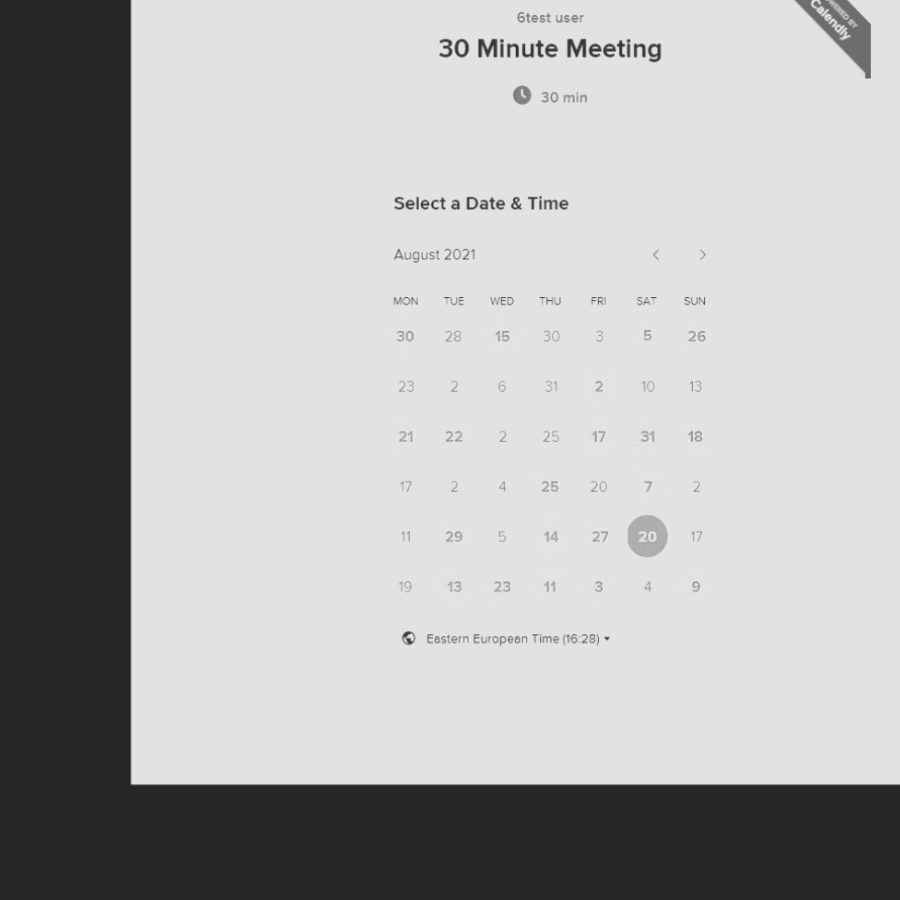 6test user
POWERED BY
Calendly
30 Minute Meeting
30 min
Select a Date & Time
August 2021
MON TUE WED THU FRI SAT SUN
30 28 15 30 3 5 26
23 2 6 31 2 10 13
21 22 2 25 17 31 18
17 2 4 25 20 7 2
11 29 5 14 27 20 17
19 13 23 11 3 4 9
Eastern European Time (16:28)